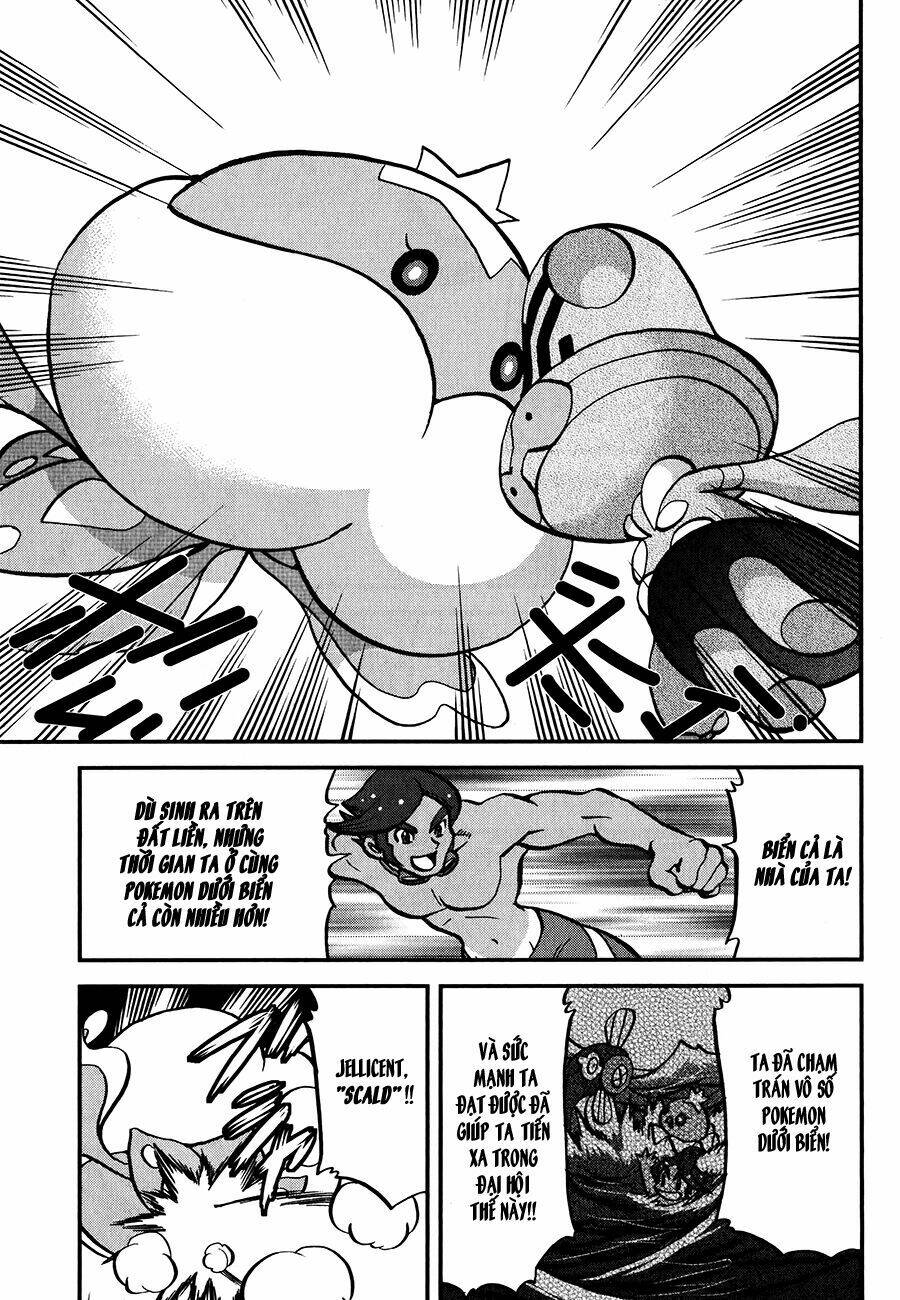 BIỂN CẢ LÀ
NHÀ CỦA TA!
DÙ SINH RA TRÊN
ĐẤT LIỀN, NHƯNG
THỜI GIAN TA Ở CÙNG
POKEMON DƯỚI BIỂN
CẢ CÒN NHIỀU HƠN!
TA ĐÃ CHẠM
TRÁN VÔ SỐ
POKEMON
DƯỚI BIỂN!
VÀ SỨC
MẠNH TA
ĐẠT ĐƯỢC ĐÃ
GIÚP TA TIẾN
XA TRONG
ĐẠI HỘI
THẾ NÀY!!
JELLICENT,
"SCALD"!!